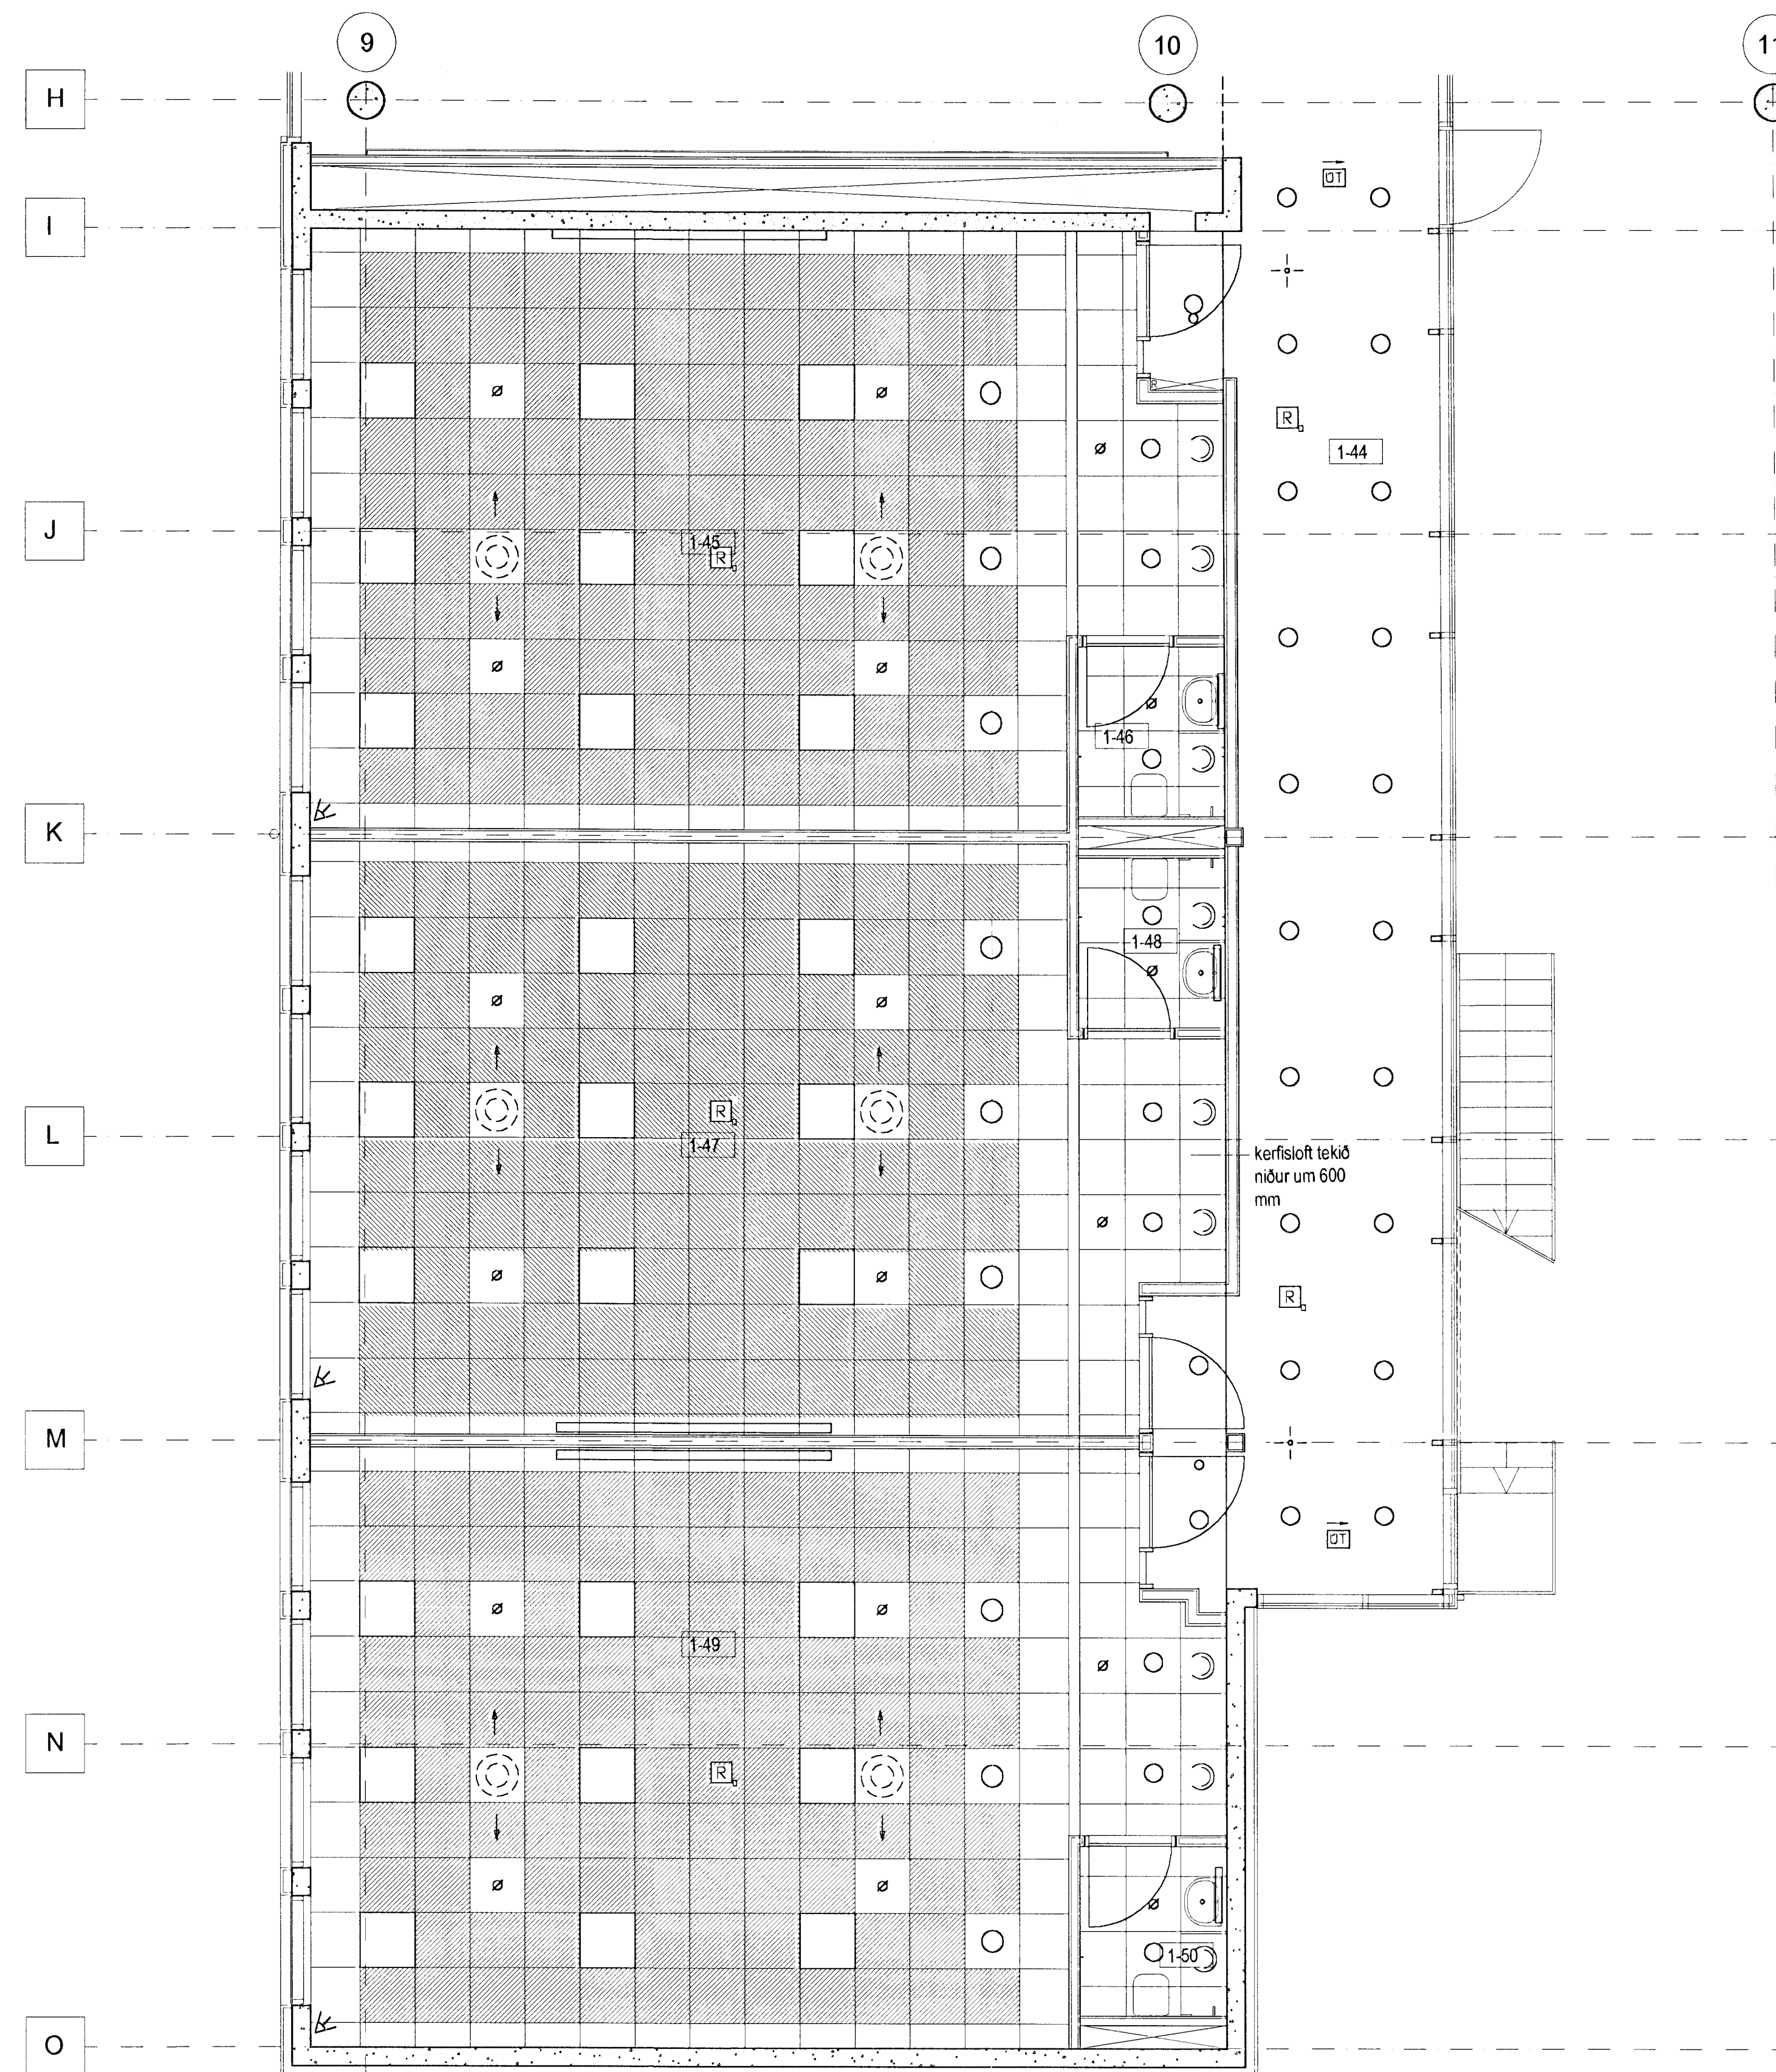 9
10
11
H
ÚT
I
R
R
1-44
J
1-45
R
1-46
K
1-48
L
R
1-47
kerfisloft tekið
niður um 600
mm
R
M
ÚT
1-49
N
R
1-50
O